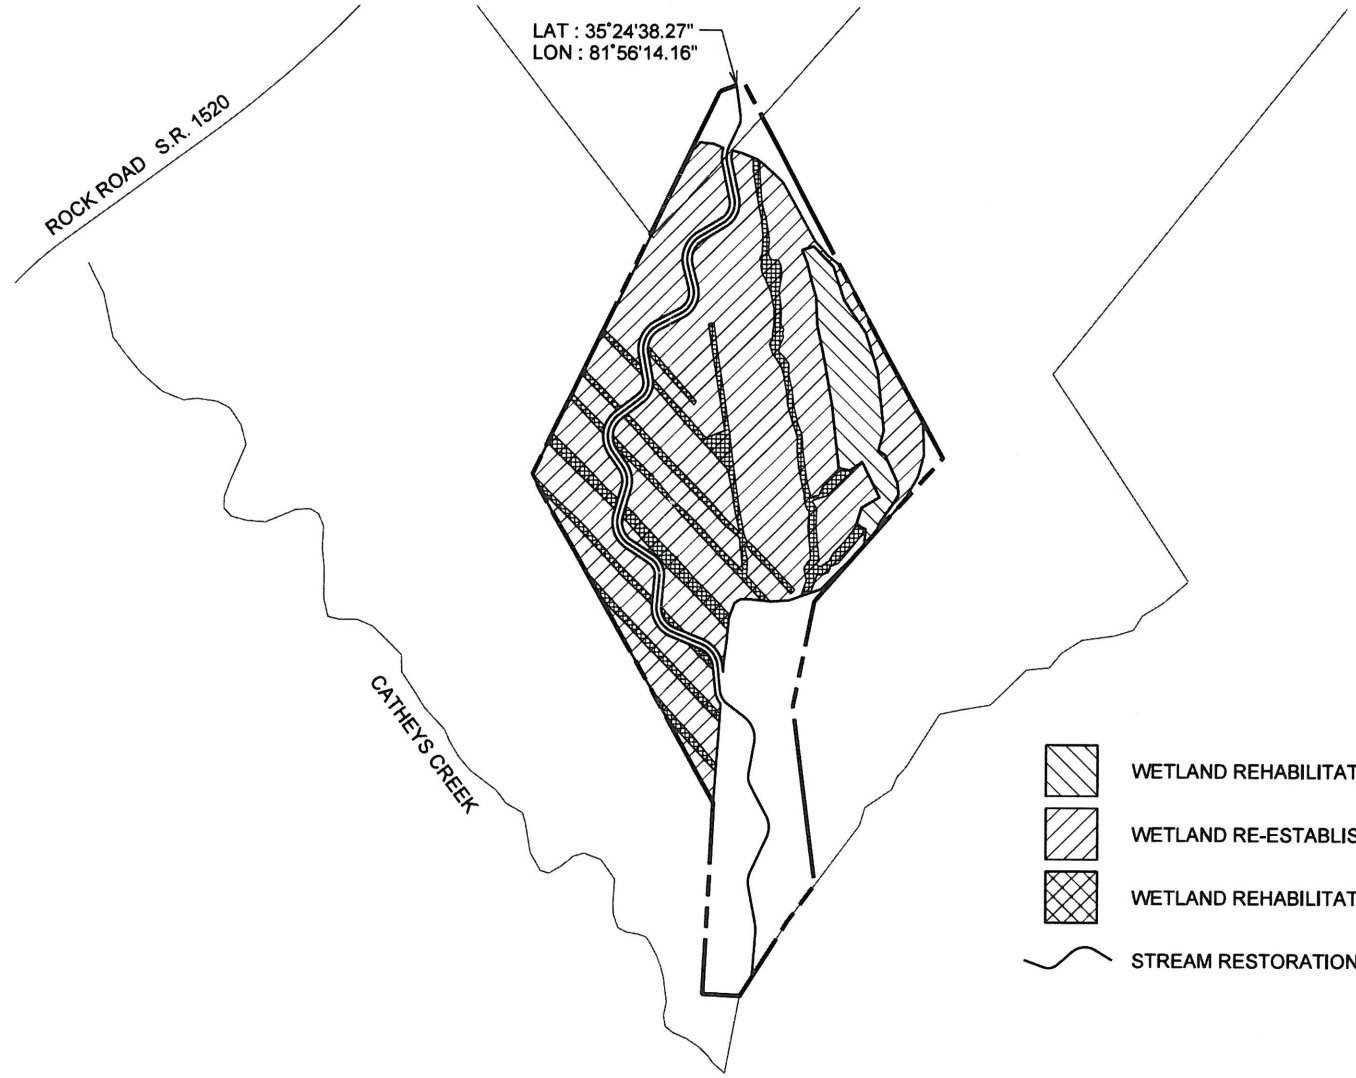 LAT : 35°24'38.27"
LON : 81°56'14.16"
ROCK ROAD S.R. 1520
CATHEYS CREEK
WETLAND REHABILITAT
WETLAND RE-ESTABLIS
WETLAND REHABILITAT
STREAM RESTORATION